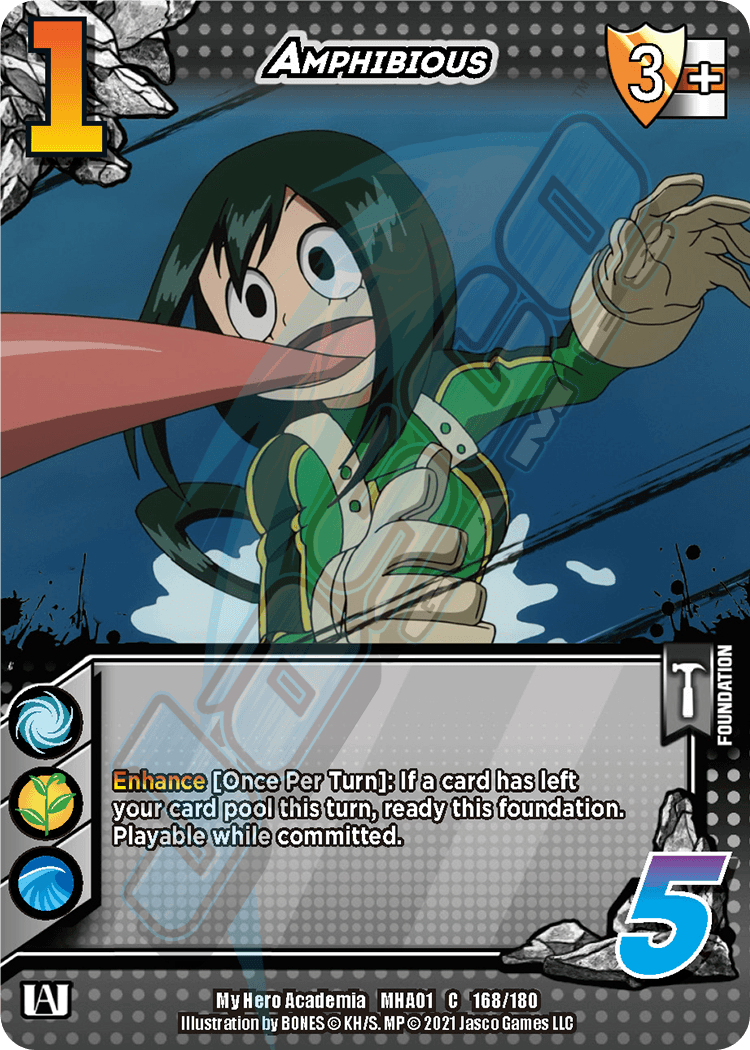 1
AMPHIBIOUS
3 +
FOUNDATION
Enhance [Once Per Turn]: If a card has left
your card pool this turn, ready this foundation.
Playable while committed.
5
UA
My Hero Academia MHA01 C 168/180
Illustration by BONES © KH/S. MP © 2021 Jasco Games LLC
JASCO